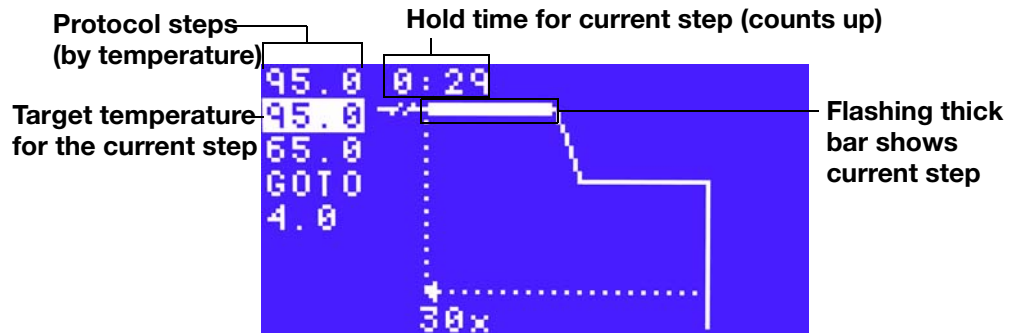 Protocol steps
(by temperature)
Hold time for current step (counts up)
95.0 0:29
Target temperature
for the current step
95.0
65.0
GOTO
4.0
30x
Flashing thick
bar shows
current step